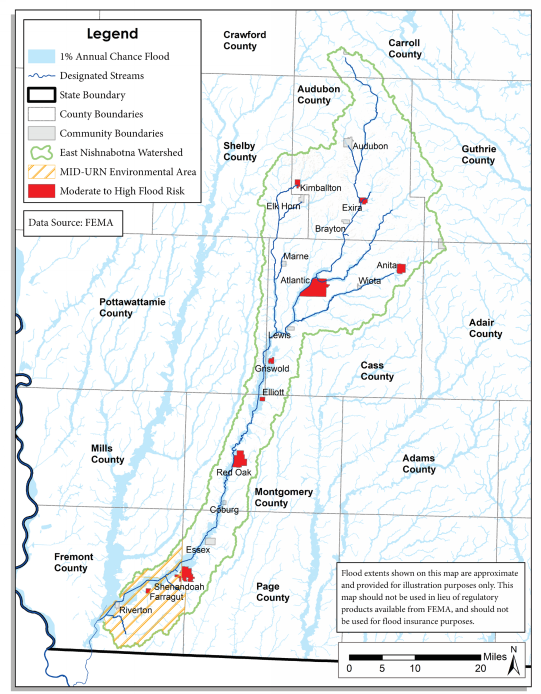 Legend
1% Annual Chance Flood
Designated Streams
State Boundary
County Boundaries
Community Boundaries
East Nishnabotna Watershed
MID-URN Environmental Area
Moderate to High Flood Risk
Data Source: FEMA
Crawford
County
Carroll
County
Audubon
County
Shelby
County
Audubon
Guthrie
County
Kimballton
Elk Horn
Exira
Brayton
Marne
Anita
Atlantic
Wiota
Pottawattamie
County
Adair
County
Lewis
Griswold
Cass
County
Elliott
Mills
County
Adams
County
Red Oak
Montgomery
County
Coburg
Essex
Fremont
County
Shenandoah
Farragut
Page
County
Riverton
Flood extents shown on this map are approximate
and provided for illustration purposes only. This
map should not be used in lieu of regulatory
products available from FEMA, and should not
be used for flood insurance purposes.
Miles
N
0 5 10 20